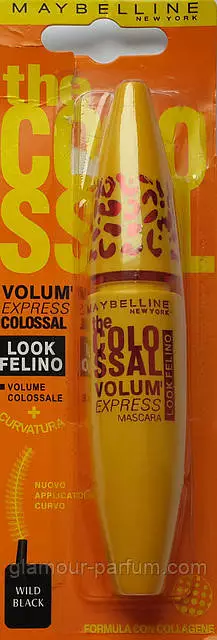 MAYBELLINE
NEW YORK
the
COLO
SSAL
VOLUM'
EXPRESS
COLOSSAL
LOOK
FELINO
VOLUME
COLOSSALE
+
CURVATURA
NUOVO
APPLICATORE
CURVO
WILD
BLACK
MAYBELLINE
NEW YORK
the
COLO
SSAL
VOLUM'
EXPRESS
MASCARA
LOOK FELINO
glamour-parfum.com
FORMULA CON COLLAGENE